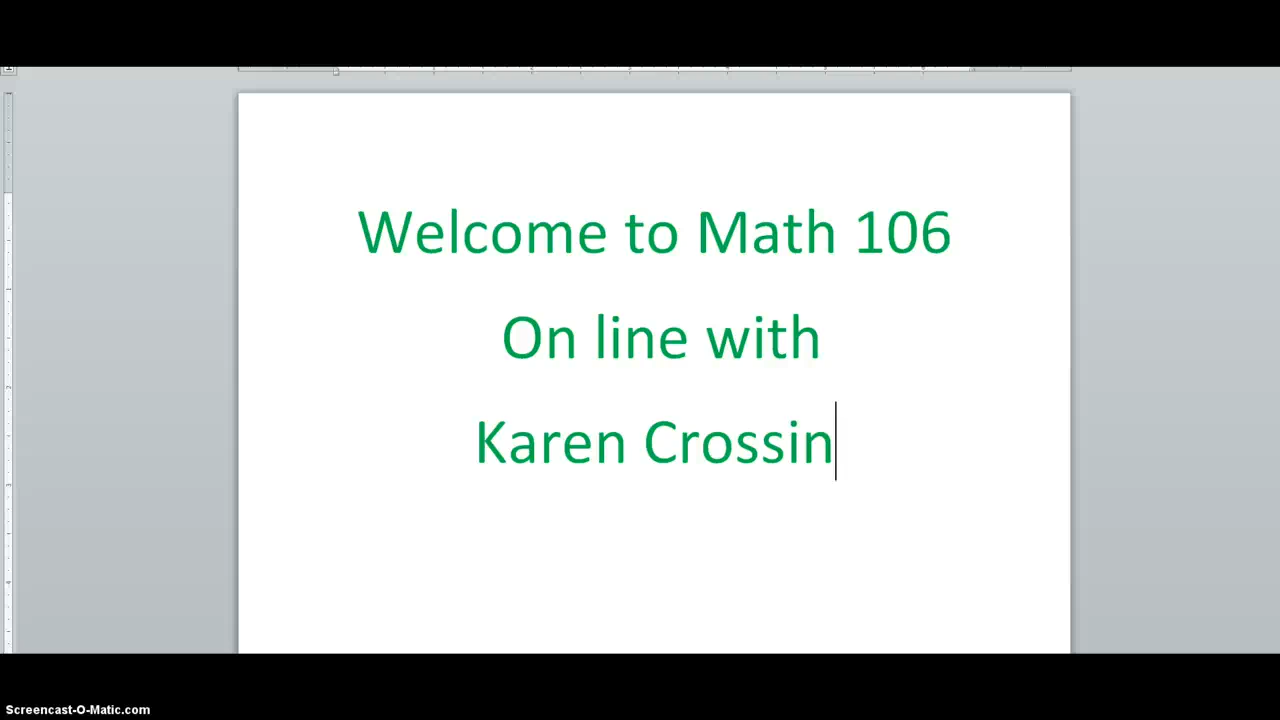 Welcome to Math 106
On line with
Karen Crossin
Screencast-O-Matic.com